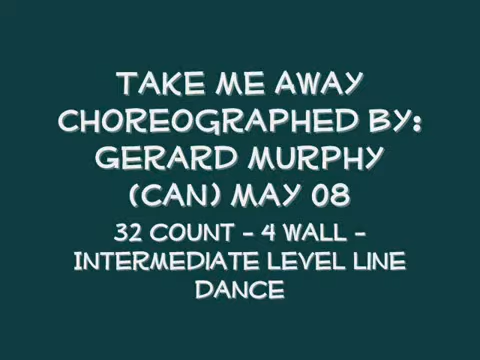 TAKE ME AWAY
CHOREOGRAPHED BY:
GERARD MURPHY
(CAN) MAY 08
32 COUNT - 4 WALL -
INTERMEDIATE LEVEL LINE
DANCE